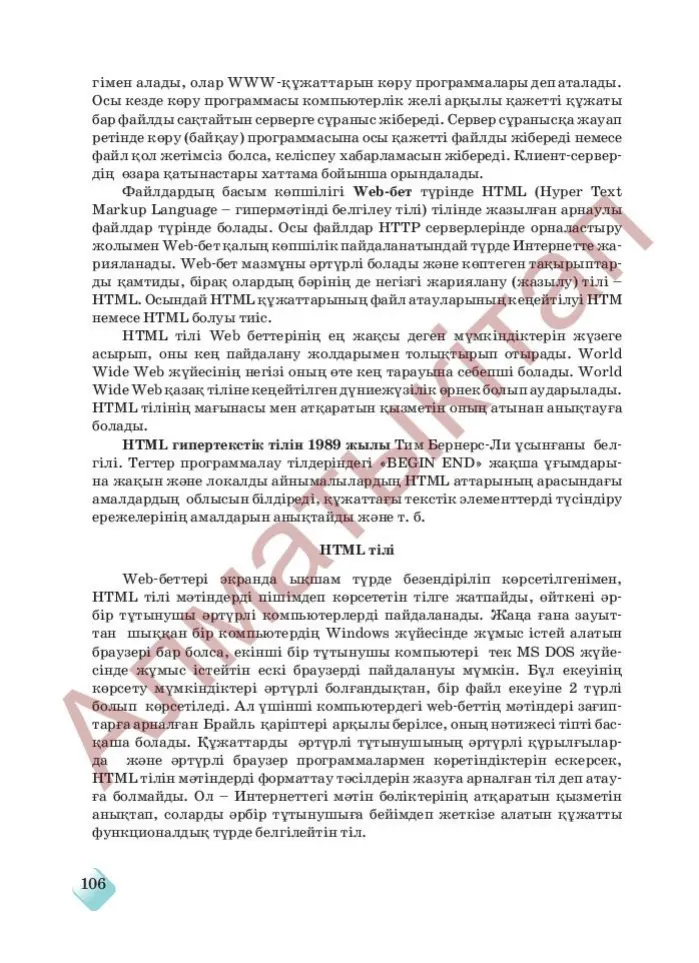 гімен алады, олар WWW-құжаттарын көру программалары деп аталады.
Осы кезде көру программасы компьютерлік желі арқылы қажетті құжаты
бар файлды сақтайтын серверге сұраныс жібереді. Сервер сұранысқа жауап
ретінде көру (байқау) программасына осы қажетті файлды жібереді немесе
файл қол жетімсіз болса, келіспеу хабарламасын жібереді. Клиент-сервер-
дің өзара қатынастары хаттама бойынша орындалады.
Файлдардың басым көпшілігі Web-бет түрінде HTML (Hyper Text
Markup Language – гипермәтінді белгілеу тілі) тілінде жазылған арнаулы
файлдар түрінде болады. Осы файлдар HTTP серверлерінде орналастыру
жолымен Web-бет қалың көпшілік пайдаланатындай түрде Интернетте жа-
рияланады. Web-бет мазмұны әртүрлі болады және көптеген тақырыптар-
ды қамтиды, бірақ олардың бәрінің де негізгі жариялану (жазылу) тілі –
HTML. Осындай HTML құжаттарының файл атауларының кеңейтілуі HTM
немесе HTML болуы тиіс.
HTML тілі Web беттерінің ең жақсы деген мүмкіндіктерін жүзеге
асырып, оны кең пайдалану жолдарымен толықтырып отырады. World
Wide Web жүйесінің негізі оның өте кең тарауына себепші болады. World
Wide Web қазақ тіліне кеңейтілген дүниежүзілік өрнек болып аударылады.
HTML тілінің мағынасы мен атқаратын қызметін оның атынан анықтауға
болады.
HTML гипертекстік тілін 1989 жылы Тим Бернерс-Ли ұсынғаны бел-
гілі. Тегтер программалау тілдеріндегі «BEGIN END» жақша ұғымдары-
на жақын және локалды айнымалылардың HTML аттарының арасындағы
амалдардың облысын білдіреді, құжаттағы текстік элементтерді түсіндіру
ережелерінің амалдарын анықтайды және т. б.
HTML тілі
Web-беттері экранда ықшам түрде безендіріліп көрсетілгенімен,
HTML тілі мәтіндерді пішімдеп көрсететін тілге жатпайды, өйткені әр-
бір тұтынушы әртүрлі компьютерлерді пайдаланады. Жаңа ғана зауыт-
тан шыққан бір компьютердің Windows жүйесінде жұмыс істей алатын
браузері бар болса, екінші бір тұтынушы компьютері тек MS DOS жүйе-
сінде жұмыс істейтін ескі браузерді пайдалануы мүмкін. Бұл екеуінің
көрсету мүмкіндіктері әртүрлі болғандықтан, бір файл екеуіне 2 түрлі
болып көрсетіледі. Ал үшінші компьютердегі web-беттің мәтіндері зағип-
тарға арналған Брайль қаріптері арқылы берілсе, оның нәтижесі тіпті бас-
қаша болады. Құжаттарды әртүрлі тұтынушының әртүрлі құрылғылар-
да және әртүрлі браузер программалармен көретіндіктерін ескерсек,
HTML тілін мәтіндерді форматтау тәсілдерін жазуға арналған тіл деп атау-
ға болмайды. Ол – Интернеттегі мәтін бөліктерінің атқаратын қызметін
анықтап, соларды әрбір тұтынушыға бейімдеп жеткізе алатын құжатты
функционалдық түрде белгілейтін тіл.
106
Алматыкітап